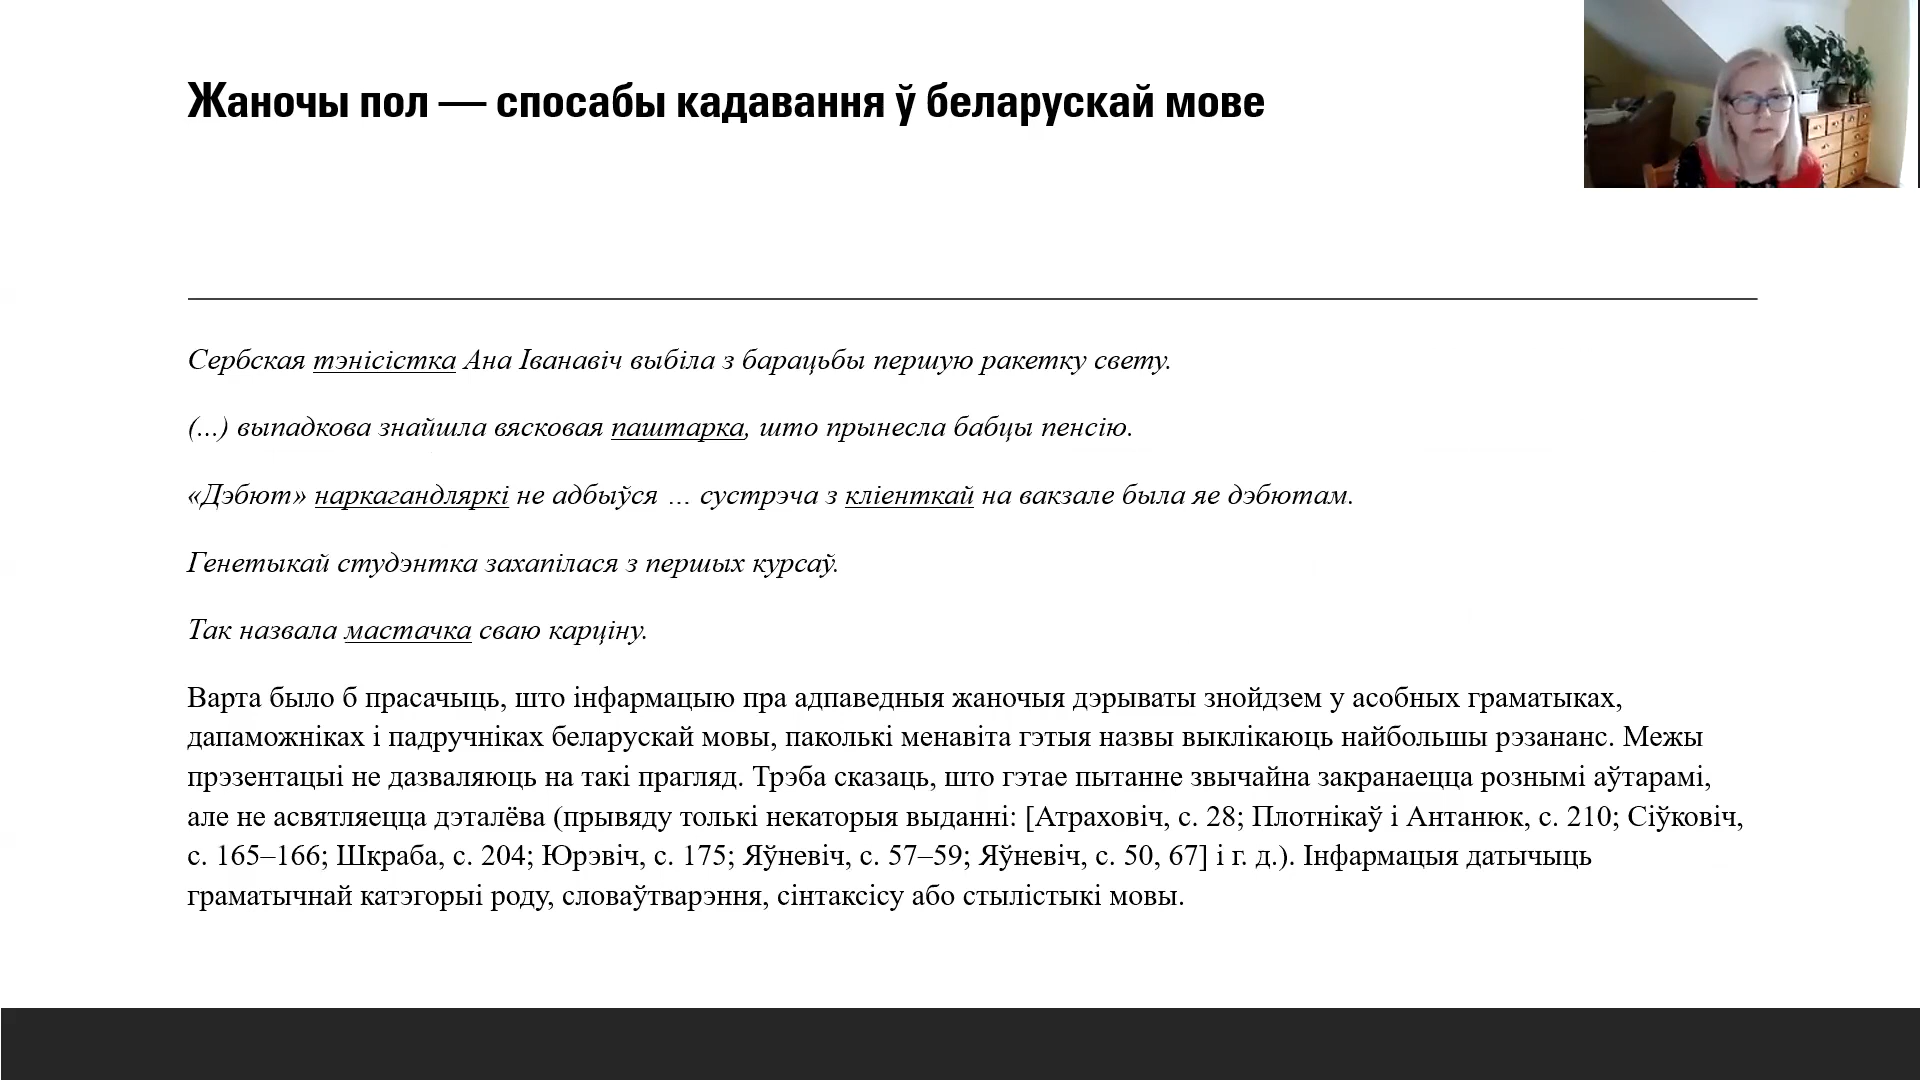 Жаночы пол — спосабы кадавання ў беларускай мове
Сербская тэнісістка Ана Іванавіч выбіла з барацьбы першую ракетку свету.
(...) выпадкова знайшла вясковая паштарка, што прынесла бабцы пенсію.
«Дэбют» наркагандляркі не адбыўся … сустрэча з кліенткай на вакзале была яе дэбютам.
Генетыкай студэнтка захапілася з першых курсаў.
Так назвала мастачка сваю карціну.
Варта было б прасачыць, што інфармацыю пра адпаведныя жаночыя дэрываты знойдзем у асобных граматыках,
дапаможніках і падручніках беларускай мовы, паколькі менавіта гэтыя назвы выклікаюць найбольшы рэзананс. Межы
прэзентацыі не дазваляюць на такі прагляд. Трэба сказаць, што гэтае пытанне звычайна закранаецца рознымі аўтарамі,
але не асвятляецца дэталёва (прывяду толькі некаторыя выданні: [Атраховіч, с. 28; Плотнікаў і Антанюк, с. 210; Сіўковіч,
с. 165–166; Шкраба, с. 204; Юрэвіч, с. 175; Яўневіч, с. 57–59; Яўневіч, с. 50, 67] і г. д.). Інфармацыя датычыць
граматычнай катэгорыі роду, словаўтварэння, сінтаксісу або стылістыкі мовы.